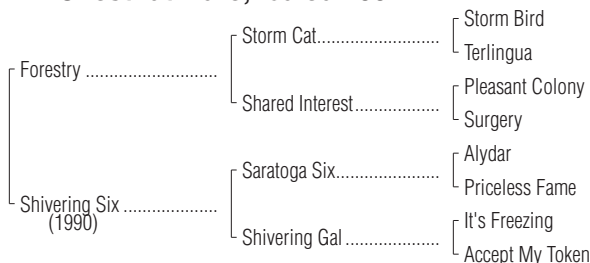 Storm Bird
Storm Cat..............................
Terlingua
Forestry ................................
Pleasant Colony
Shared Interest.....................
Surgery
Alydar
Saratoga Six..........................
Priceless Fame
Shivering Six .......................
(1990)
It's Freezing
Shivering Gal .......................
Accept My Token